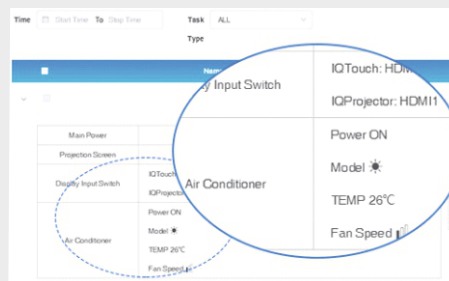 Time Start Time To Stop Time Task ALL
Type
Main Power
Projection Screen
Display Input Switch
IQTouch
IQProjector
Air Conditioner
Power ON
Model
TEMP 26℃
Fan Speed
Input Switch
IQTouch:
IQProjector: HDMI1
Air Conditioner
Power ON
Model
TEMP 26℃
Fan Speed